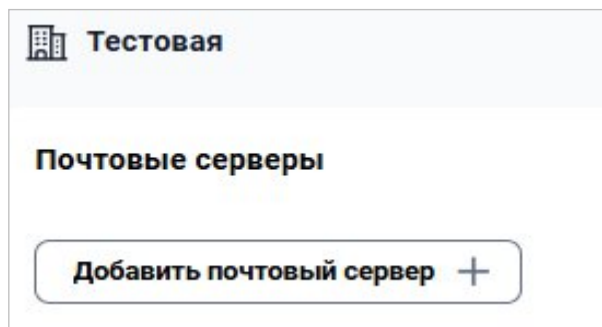 Тестовая
Почтовые серверы
Добавить почтовый сервер